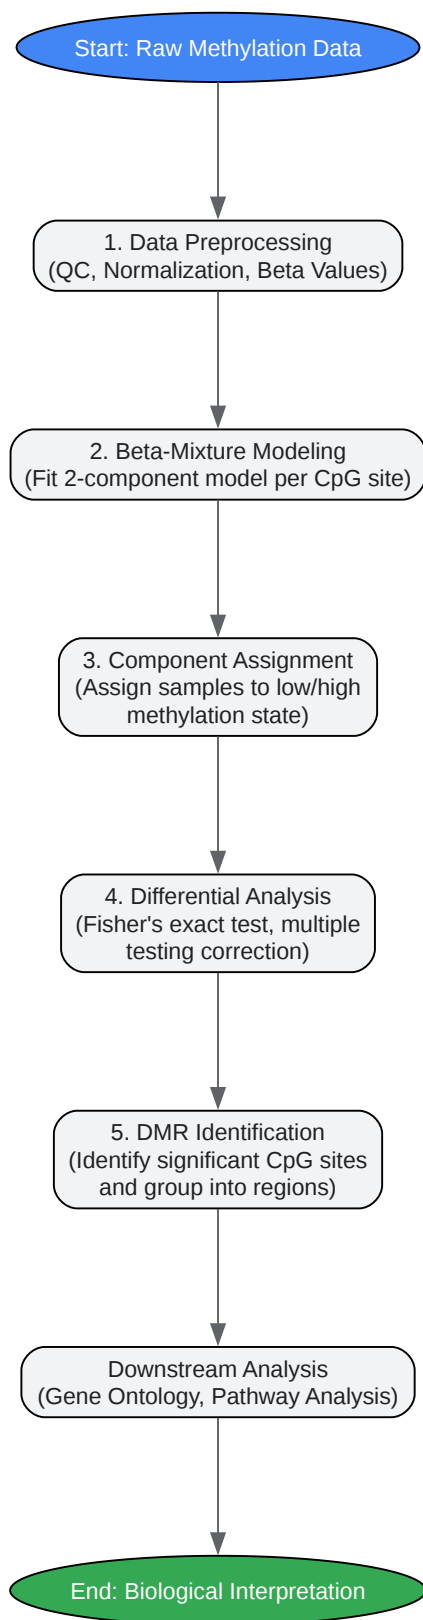 Start: Raw Methylation Data
1. Data Preprocessing
(QC, Normalization, Beta Values)
2. Beta-Mixture Modeling
(Fit 2-component model per CpG site)
3. Component Assignment
(Assign samples to low/high
methylation state)
4. Differential Analysis
(Fisher's exact test, multiple
testing correction)
5. DMR Identification
(Identify significant CpG sites
and group into regions)
Downstream Analysis
(Gene Ontology, Pathway Analysis)
End: Biological Interpretation